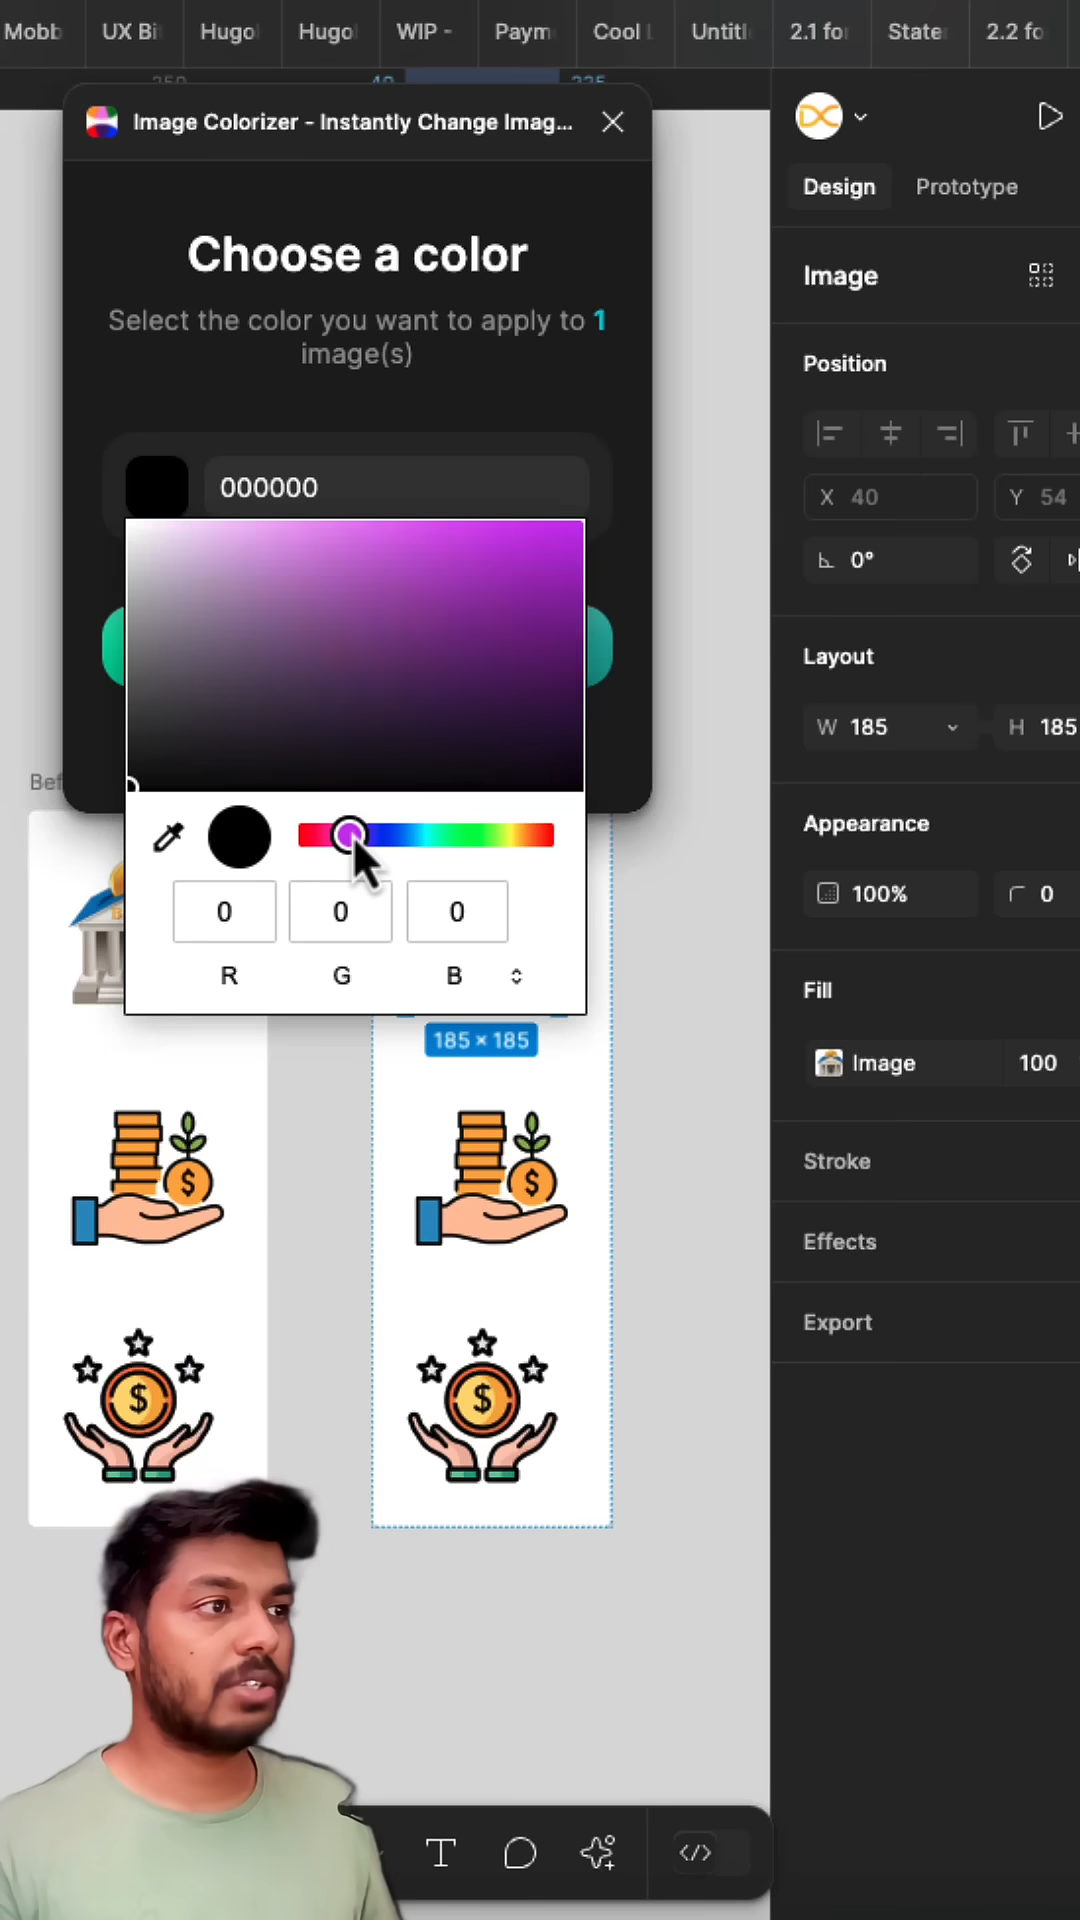 Mobb UX Bi Hugo Hugo WIP - Paym Cool Untitl 2.1 fo State 2.2 fo
Image Colorizer - Instantly Change Imag...
Choose a color
Select the color you want to apply to 1
image(s)
000000
0 0 0
R G B
Bef
185 × 185
$
$
$
$
Design Prototype
Image
Position
X 40 Y 54
0°
Layout
W 185 H 185
Appearance
100% 0
Fill
Image 100
Stroke
Effects
Export